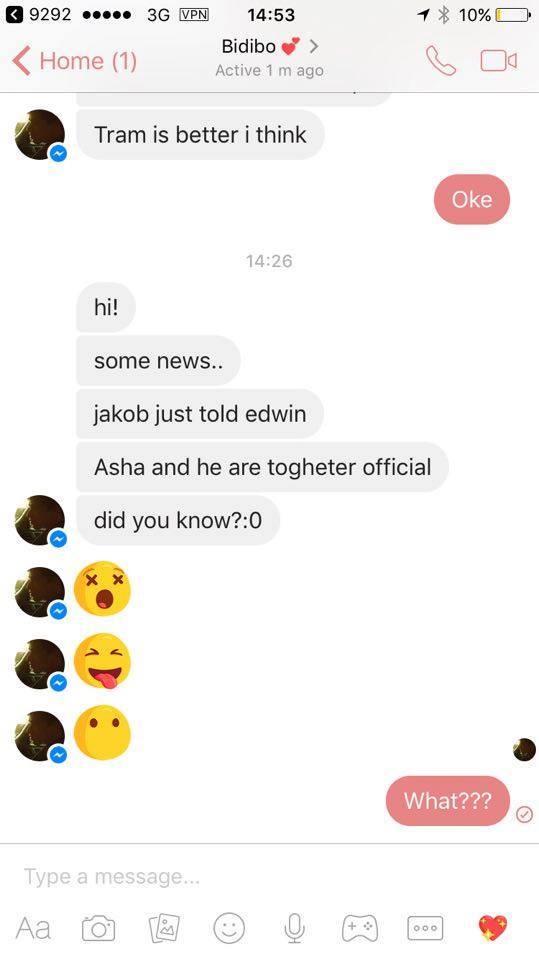 9292 3G VPN 14:53 10%
Home (1)
Bidibo
Active 1 m ago
Tram is better i think
Oke
14:26
hi!
some news..
jakob just told edwin
Asha and he are togheter official
did you know?:0
What???
Type a message...
Aa